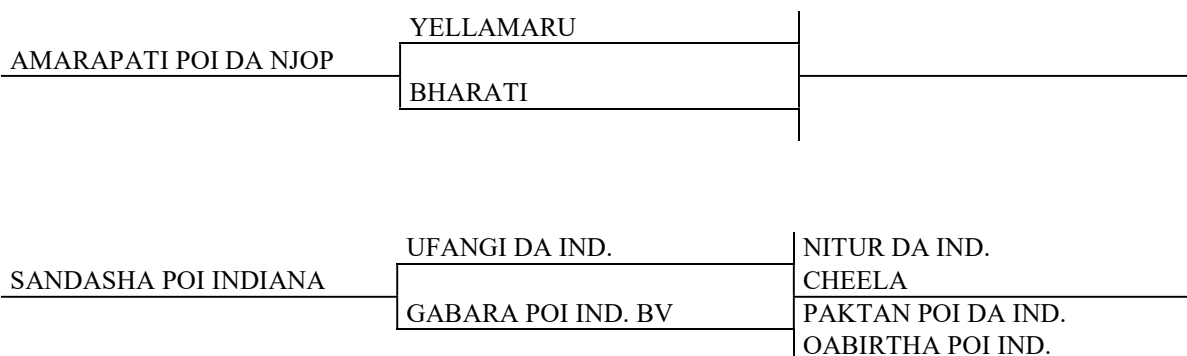 YELLAMARU
AMARAPATI POI DA NJOP
BHARATI
UFANGI DA IND.
NITUR DA IND.
SANDASHA POI INDIANA
CHEELA
GABARA POI IND. BV
PAKTAN POI DA IND.
OABIRTHA POI IND.